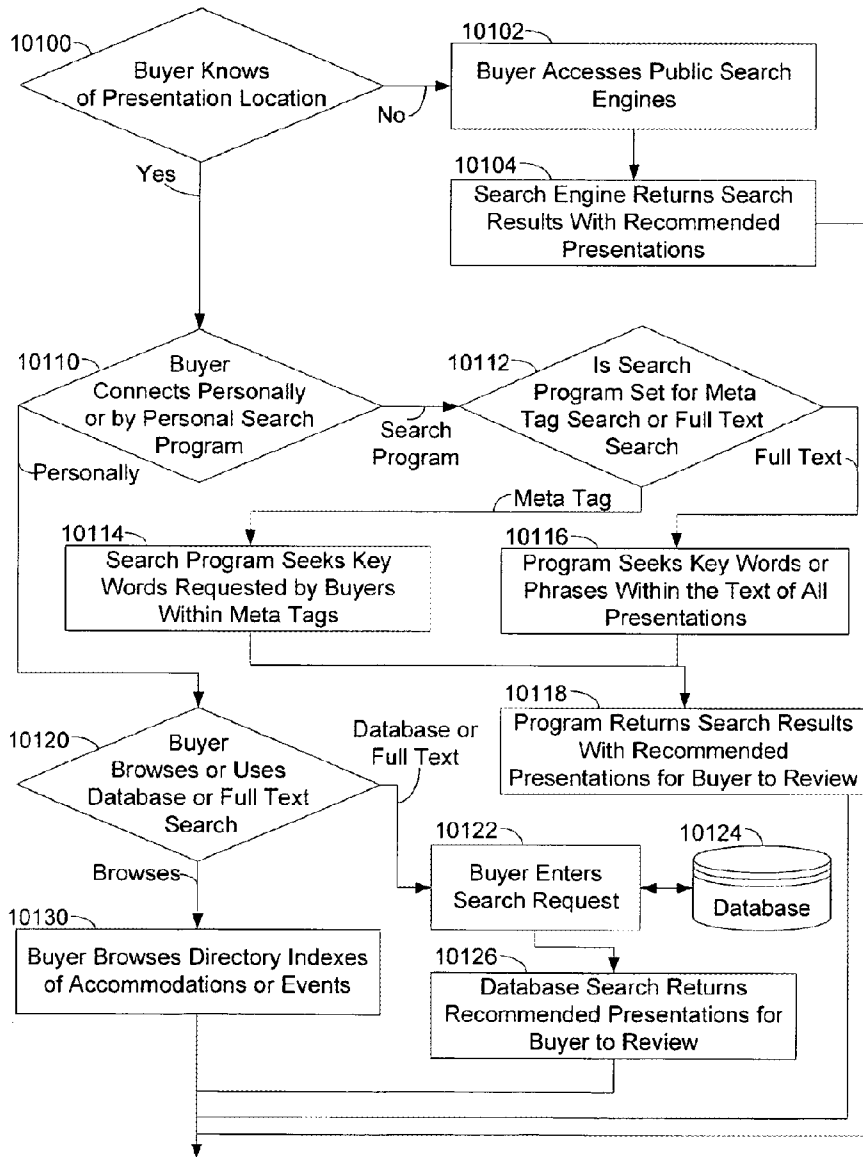 10100
Buyer Knows
of Presentation Location
No
Yes
10102
Buyer Accesses Public Search
Engines
10104
Search Engine Returns Search
Results With Recommended
Presentations
10110
Buyer
Connects Personally
or by Personal Search
Program
Search
Program
Personally
10112
Is Search
Program Set for Meta
Tag Search or Full Text
Search
Full Text
Meta Tag
10114
Search Program Seeks Key
Words Requested by Buyers
Within Meta Tags
10116
Program Seeks Key Words or
Phrases Within the Text of All
Presentations
10118
Program Returns Search Results
With Recommended
Presentations for Buyer to Review
10120
Buyer
Browses or Uses
Database or Full Text
Search
Database or
Full Text
Browses
10122
Buyer Enters
Search Request
10124
Database
10130
Buyer Browses Directory Indexes
of Accommodations or Events
10126
Database Search Returns
Recommended Presentations for
Buyer to Review